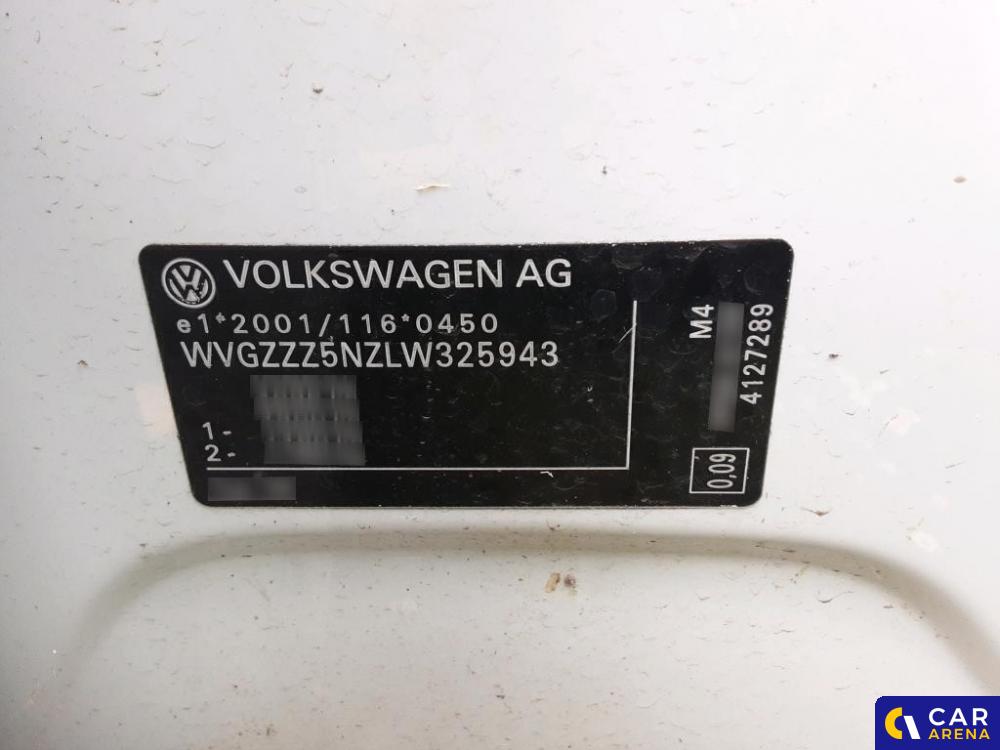 VOLKSWAGEN AG
e1*2001/116*0450
WVGZZZ5NZLW325943
1-
2-
M4
4127289
0,09
CAR
ARENA